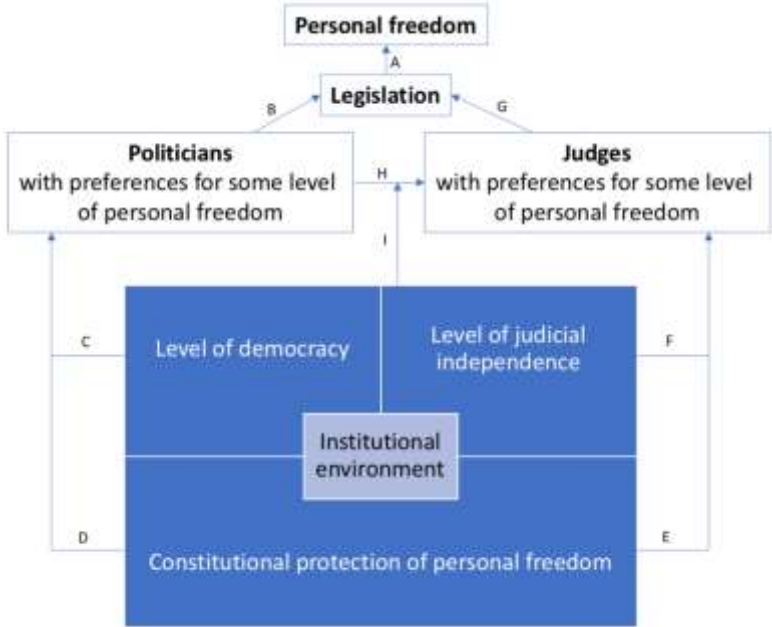 Personal freedom
A
Legislation
B
G
Politicians
with preferences for some level
of personal freedom
H
Judges
with preferences for some level
of personal freedom
I
C
Level of democracy
Level of judicial
independence
F
Institutional
environment
D
Constitutional protection of personal freedom
E